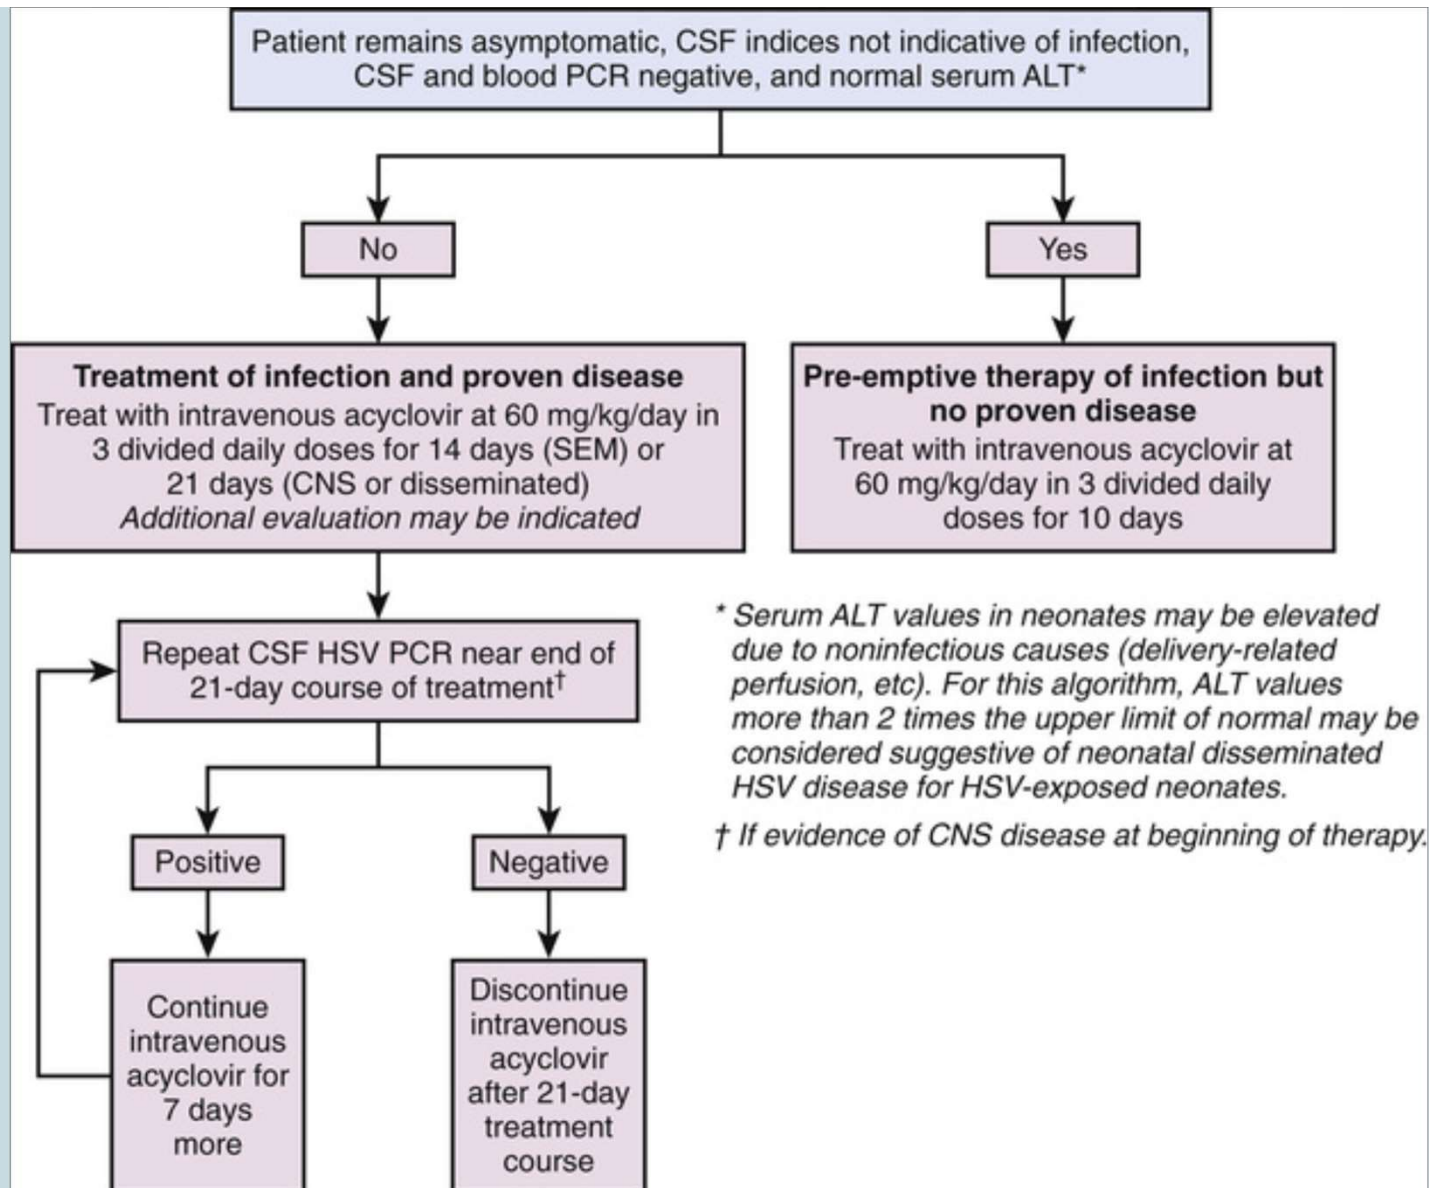 Patient remains asymptomatic, CSF indices not indicative of infection,
CSF and blood PCR negative, and normal serum ALT*
No
Yes
Treatment of infection and proven disease
Treat with intravenous acyclovir at 60 mg/kg/day in
3 divided daily doses for 14 days (SEM) or
21 days (CNS or disseminated)
Additional evaluation may be indicated
Pre-emptive therapy of infection but
no proven disease
Treat with intravenous acyclovir at
60 mg/kg/day in 3 divided daily
doses for 10 days
Repeat CSF HSV PCR near end of
21-day course of treatment†
* Serum ALT values in neonates may be elevated
due to noninfectious causes (delivery-related
perfusion, etc). For this algorithm, ALT values
more than 2 times the upper limit of normal may be
considered suggestive of neonatal disseminated
HSV disease for HSV-exposed neonates.
† If evidence of CNS disease at beginning of therapy.
Positive
Negative
Continue
intravenous
acyclovir for
7 days
more
Discontinue
intravenous
acyclovir
after 21-day
treatment
course